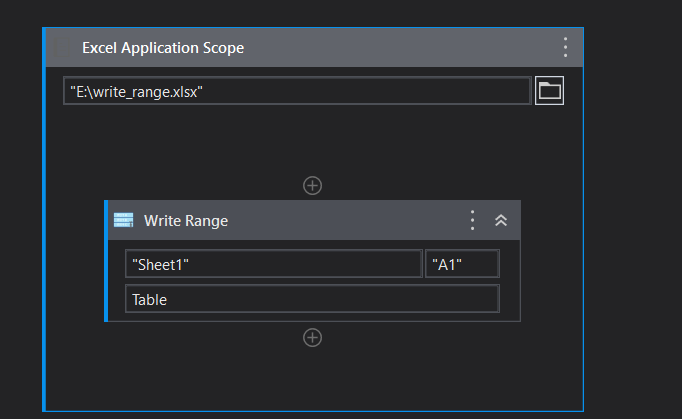 Excel Application Scope
"E:\write_range.xlsx"
Write Range
"Sheet1" "A1"
Table